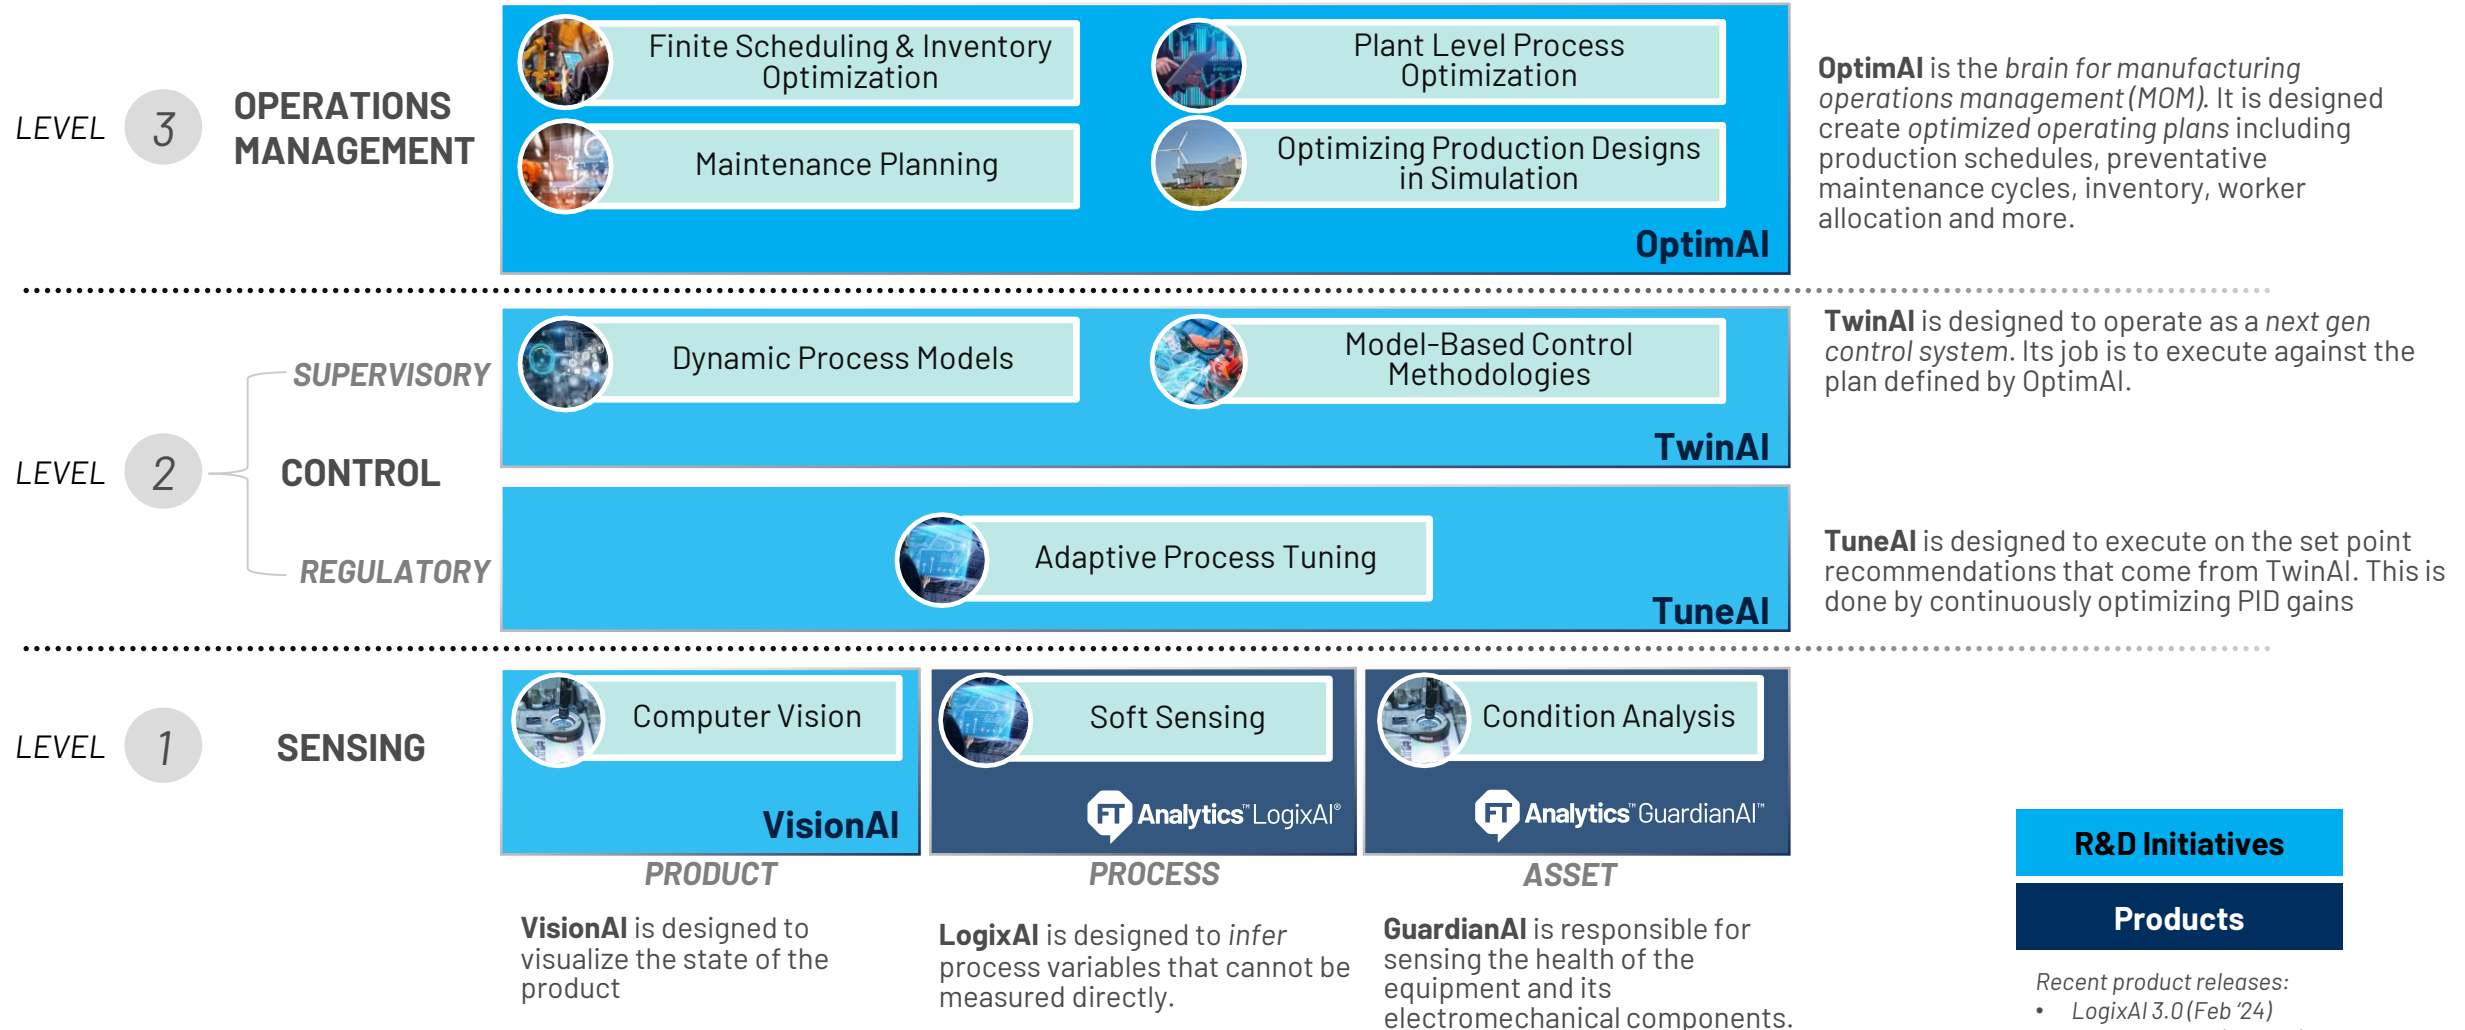 LEVEL 3 OPERATIONS
MANAGEMENT
Finite Scheduling & Inventory
Optimization
Plant Level Process
Optimization
Maintenance Planning
Optimizing Production Designs
in Simulation
OptimAI
OptimAI is the brain for manufacturing
operations management (MOM). It is designed
create optimized operating plans including
production schedules, preventative
maintenance cycles, inventory, worker
allocation and more.
LEVEL 2 CONTROL
SUPERVISORY
Dynamic Process Models
Model-Based Control
Methodologies
TwinAI
TwinAI is designed to operate as a next gen
control system. Its job is to execute against the
plan defined by OptimAI.
REGULATORY
Adaptive Process Tuning
TuneAI
TuneAI is designed to execute on the set point
recommendations that come from TwinAI. This is
done by continuously optimizing PID gains
LEVEL 1 SENSING
Computer Vision
VisionAI
PRODUCT
VisionAI is designed to
visualize the state of the
product
Soft Sensing
FT Analytics™ LogixAI®
PROCESS
LogixAI is designed to infer
process variables that cannot be
measured directly.
Condition Analysis
FT Analytics™ GuardianAI™
ASSET
GuardianAI is responsible for
sensing the health of the
equipment and its
electromechanical components.
R&D Initiatives
Products
Recent product releases:
• LogixAI 3.0 (Feb ‘24)